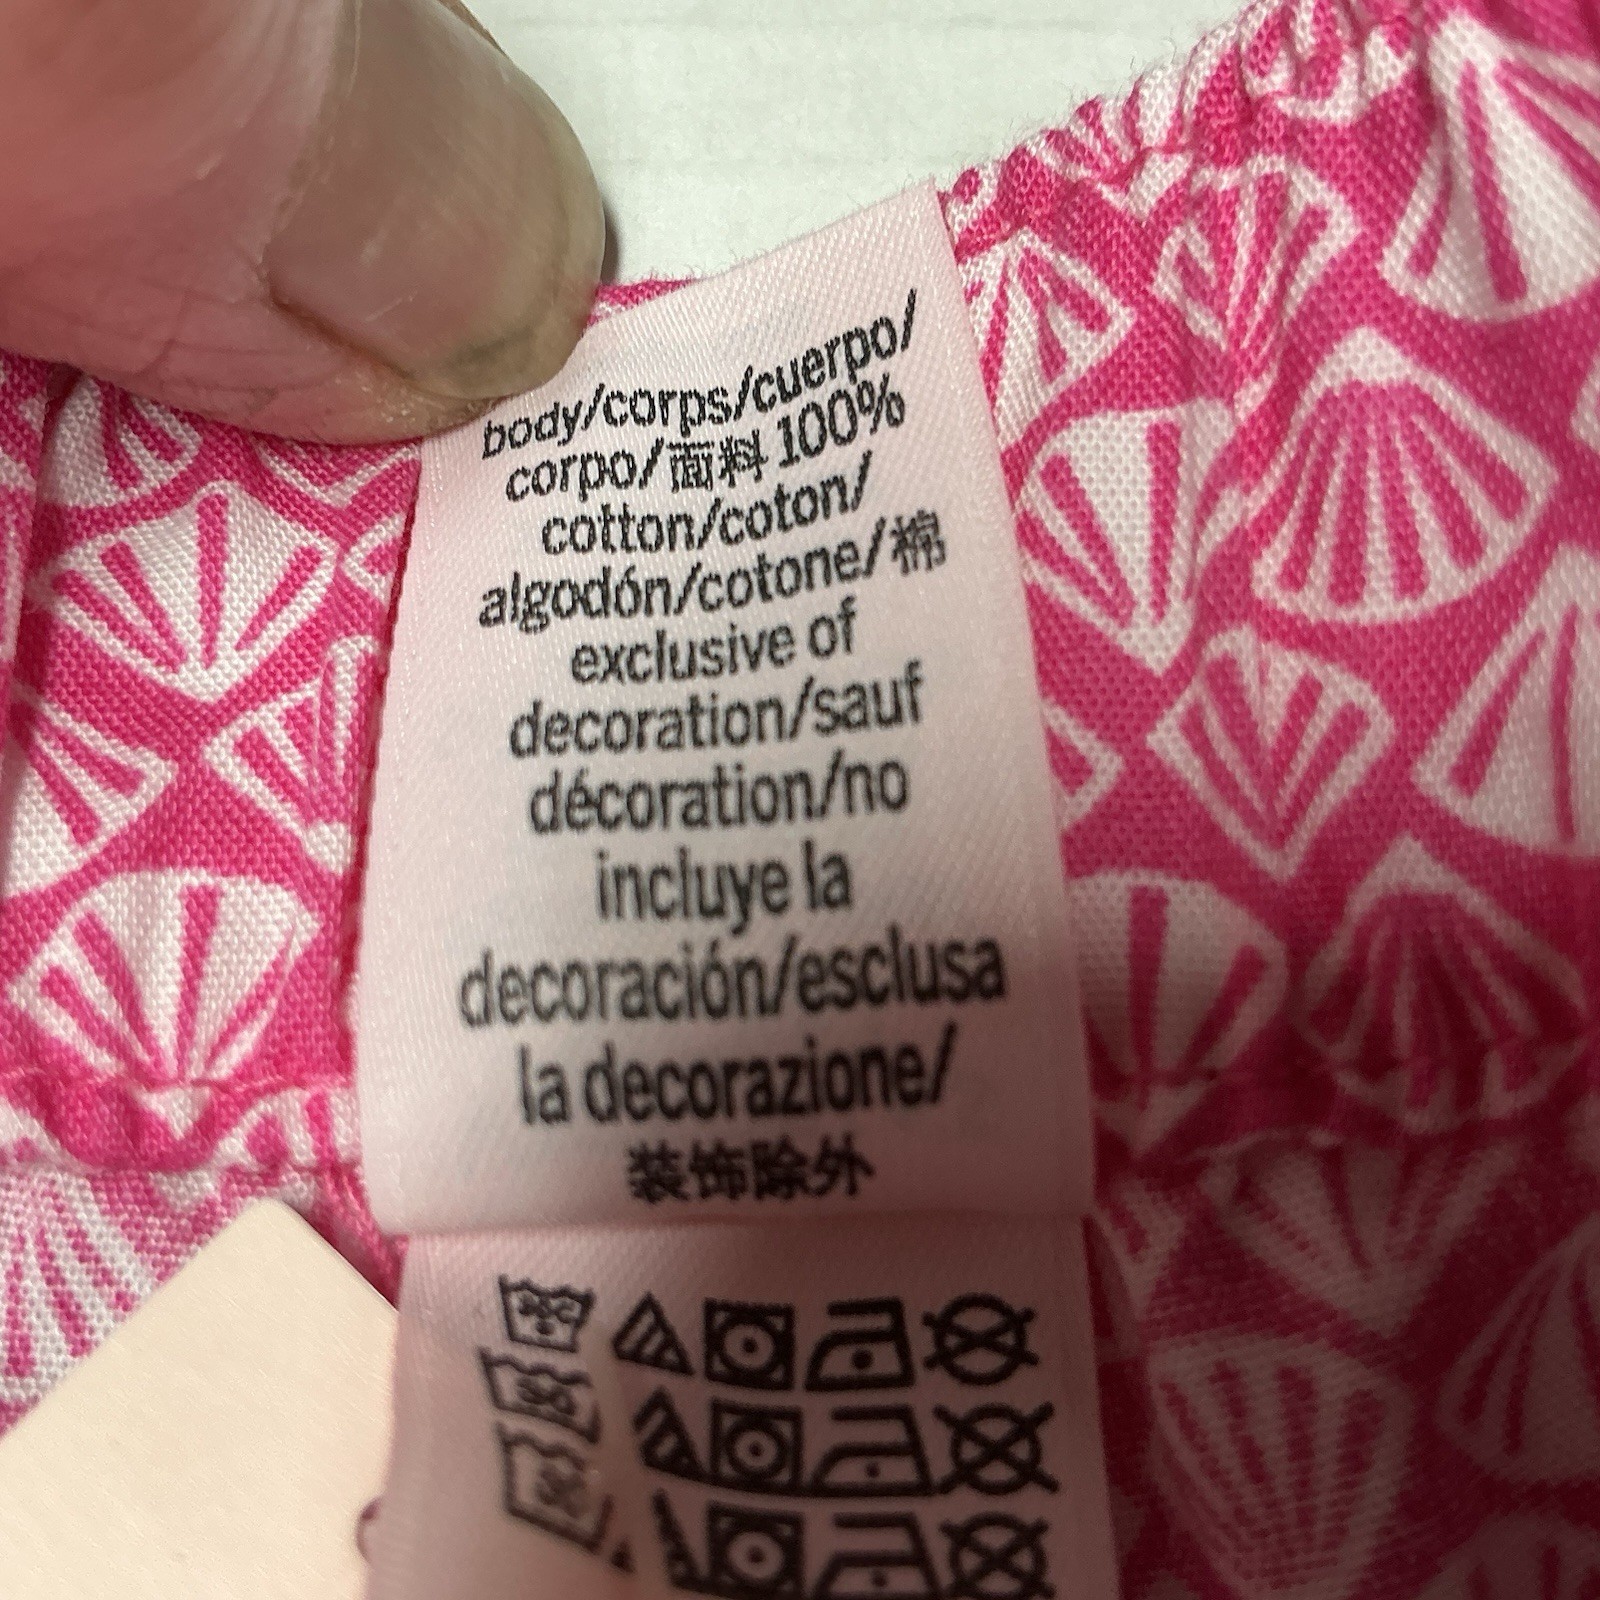 body/corps/cuerpo/
corpo/面料 100%
cotton/coton/
algodón/cotone/棉
exclusive of
decoration/sauf
décoration/no
incluye la
decoración/esclusa
la decorazione/
装饰除外